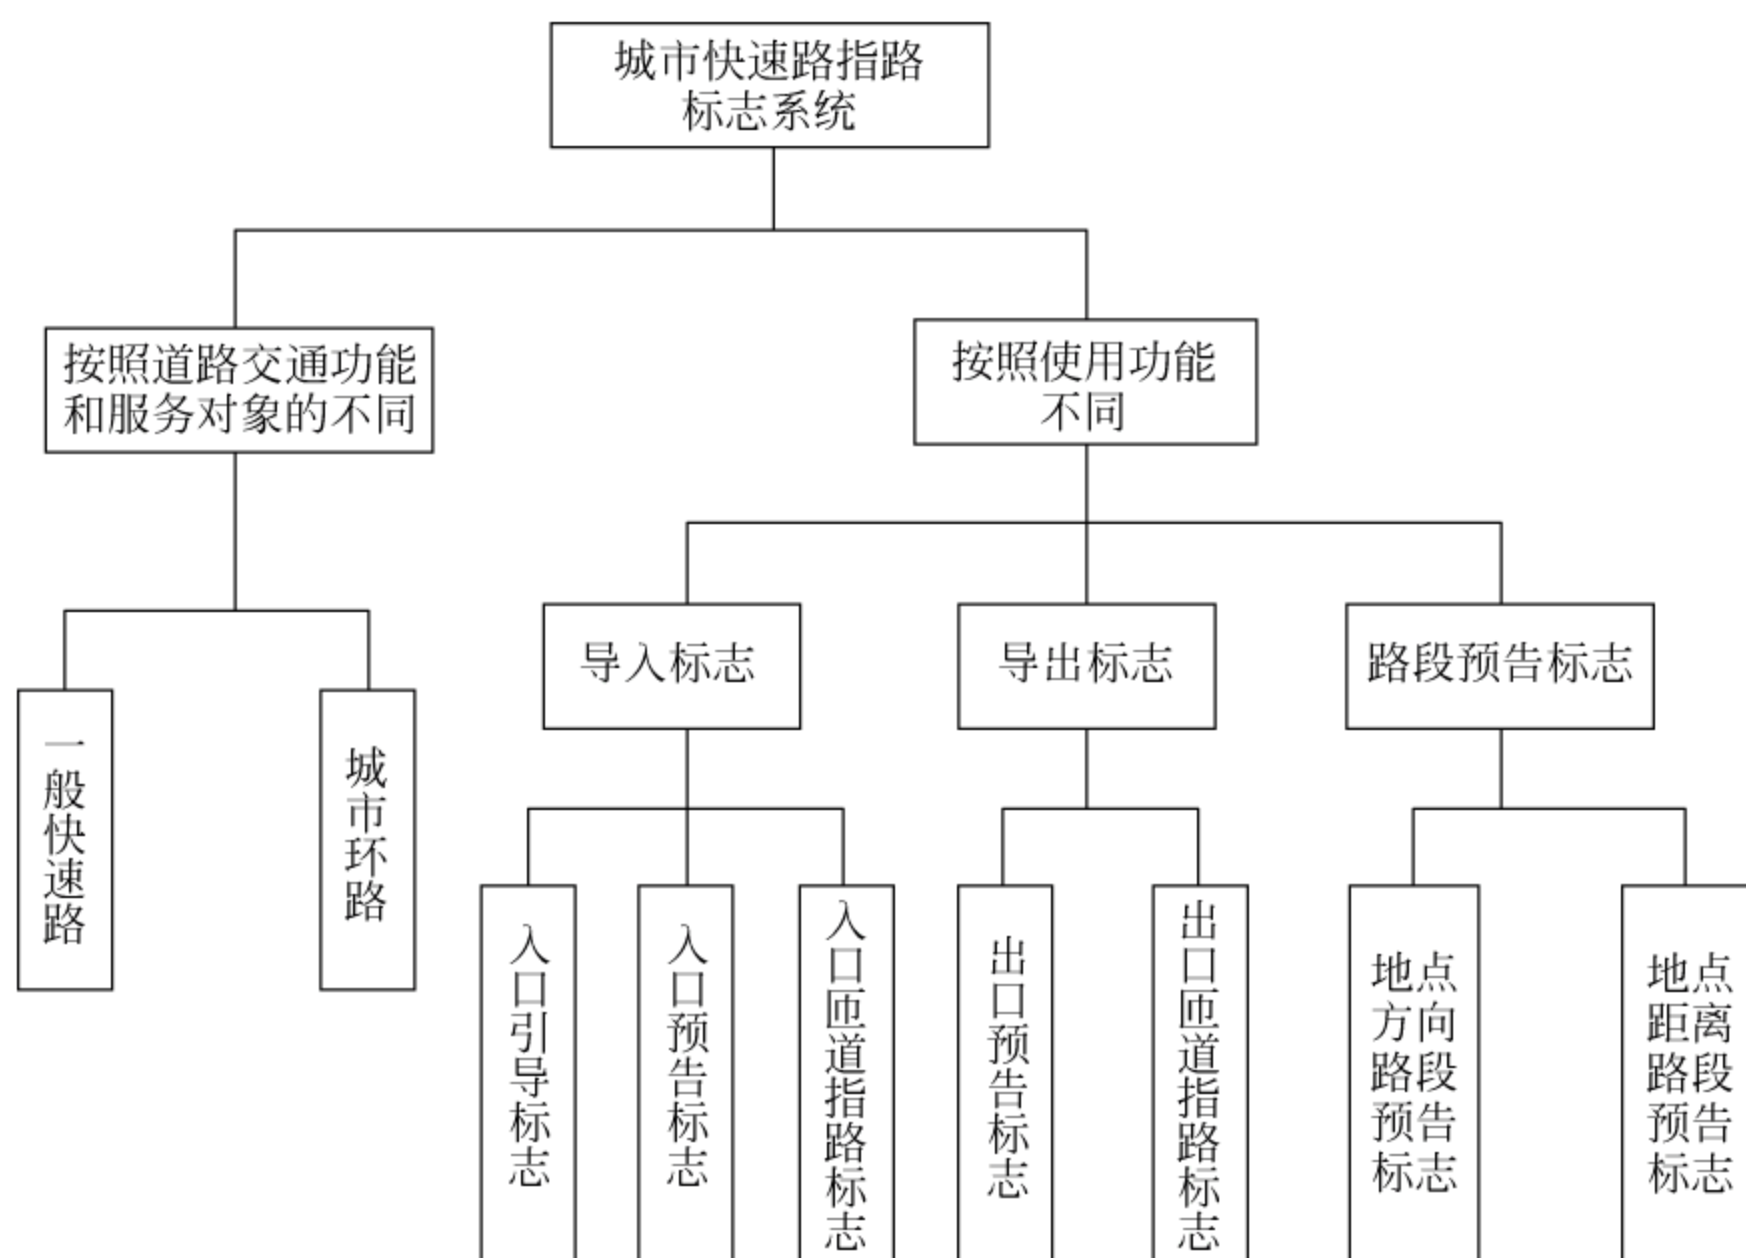 城市快速路指路
标志系统
按照道路交通功能
和服务对象的不同
按照使用功能
不同
导入标志
导出标志
路段预告标志
一般快速路
城市环路
入口引导标志
入口预告标志
入口匝道指路标志
出口预告标志
出口匝道指路标志
地点
方向
路段
预告
标志
地点
距离
路段
预告
标志